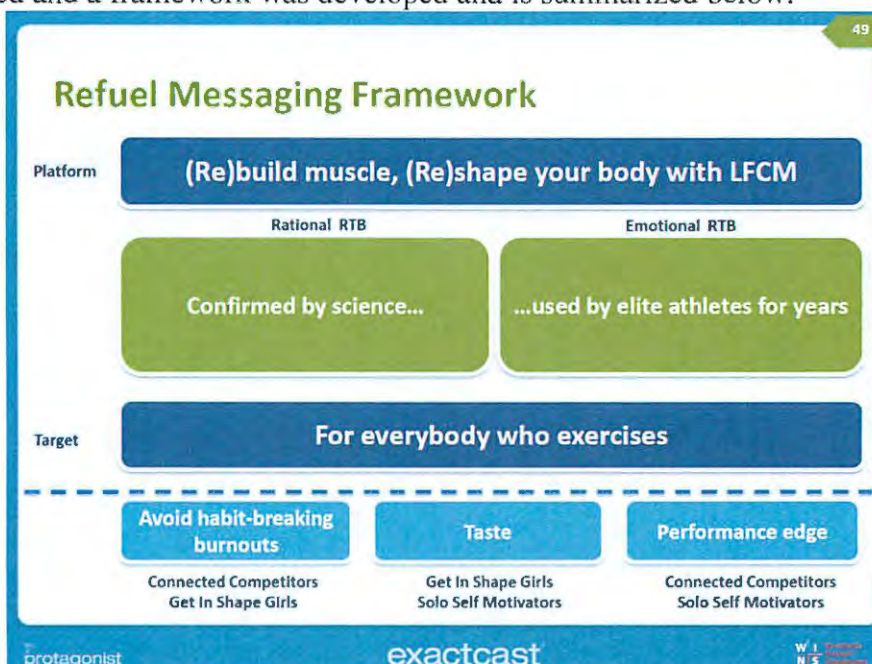 ed and a framework was developed and is summarized below:
49
Refuel Messaging Framework
Platform
(Re)build muscle, (Re)shape your body with LFCM
Rational RTB
Emotional RTB
Confirmed by science...
...used by elite athletes for years
Target
For everybody who exercises
Avoid habit-breaking
burnouts
Taste
Performance edge
Connected Competitors
Get In Shape Girls
Get In Shape Girls
Solo Self Motivators
Connected Competitors
Solo Self Motivators
protagonist
exactcast
W I
N S